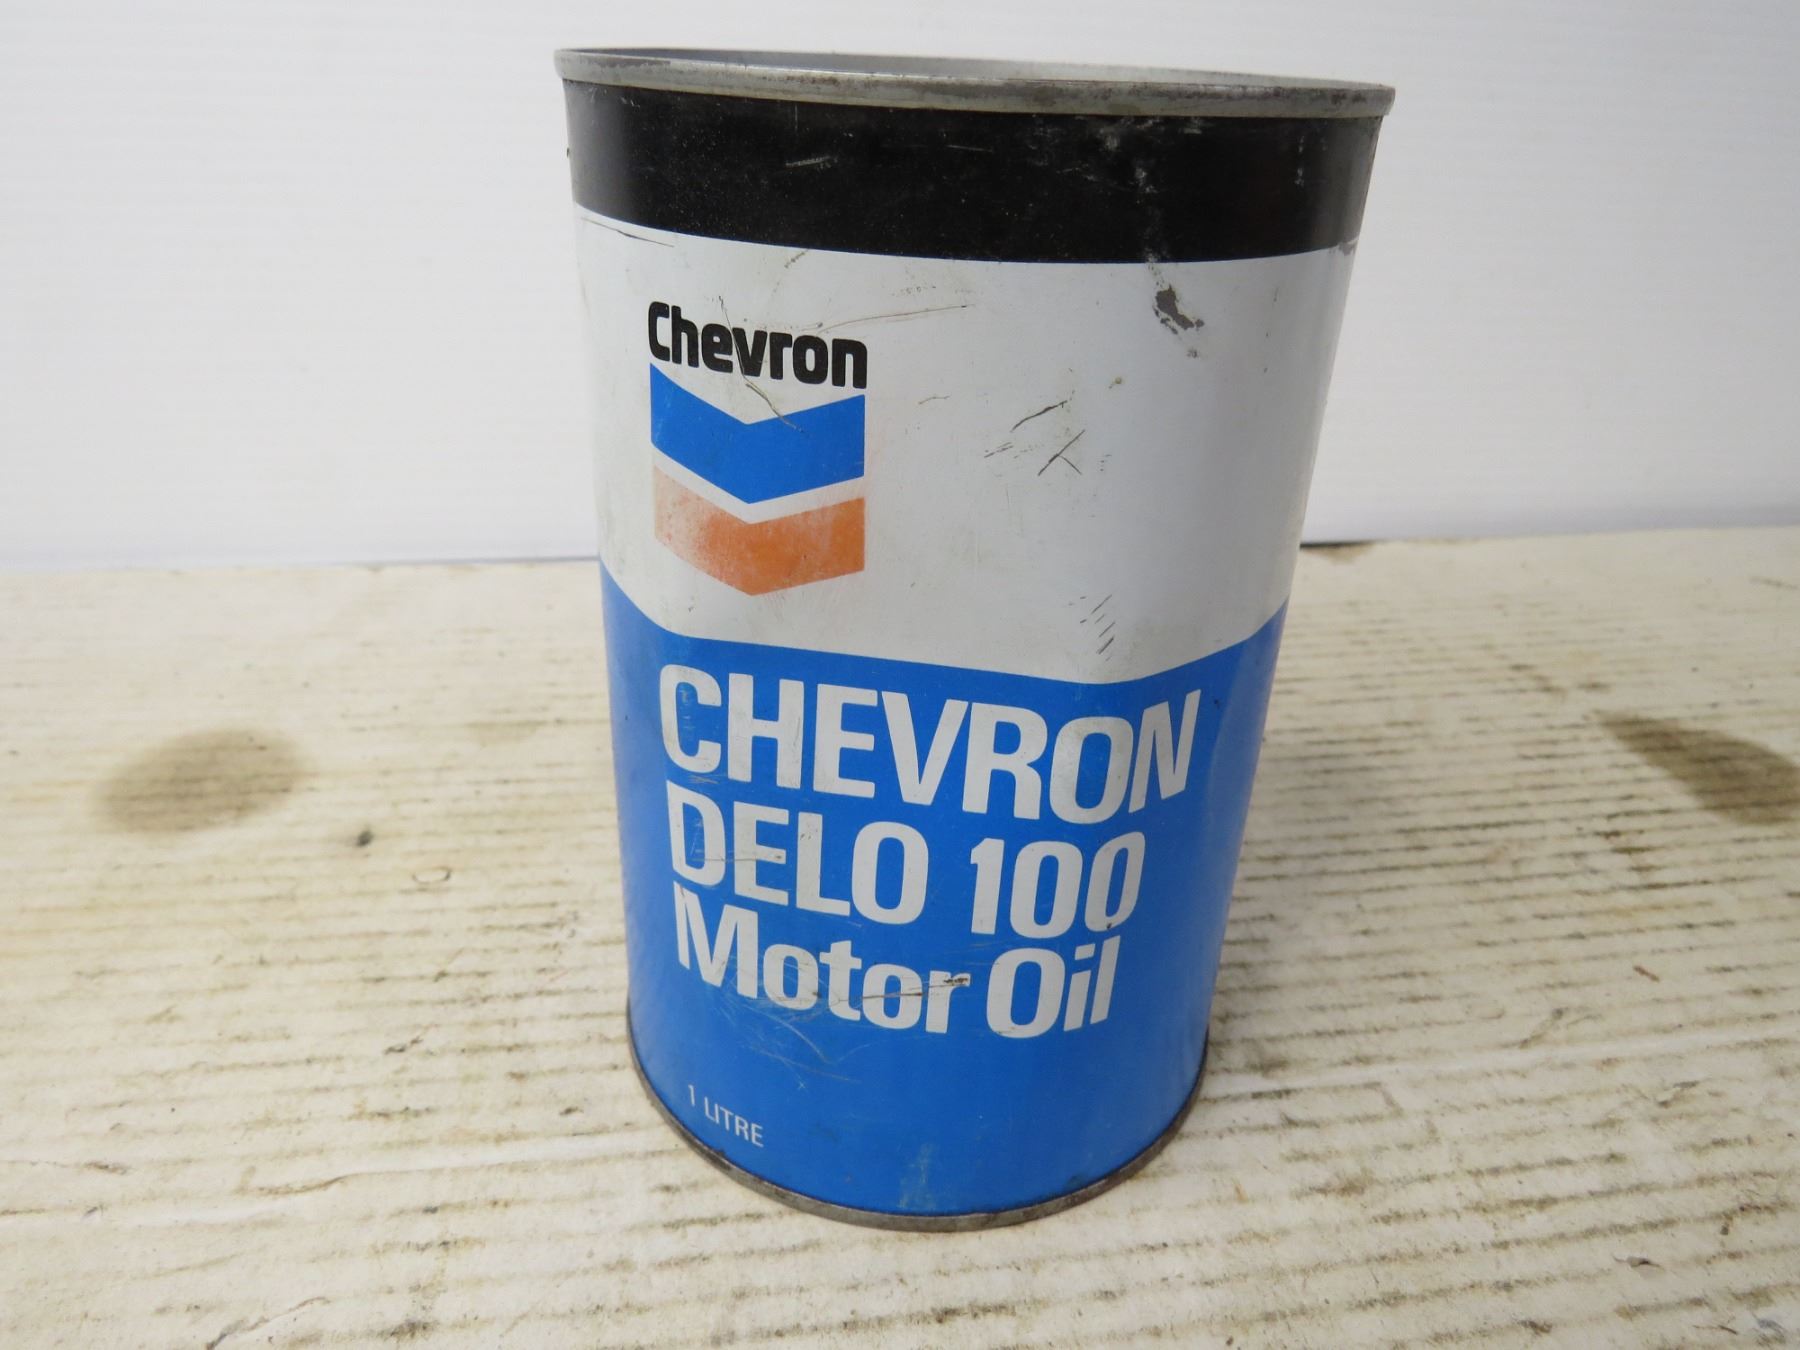 Chevron
CHEVRON
DELO 100
Motor Oil
1 LITRE